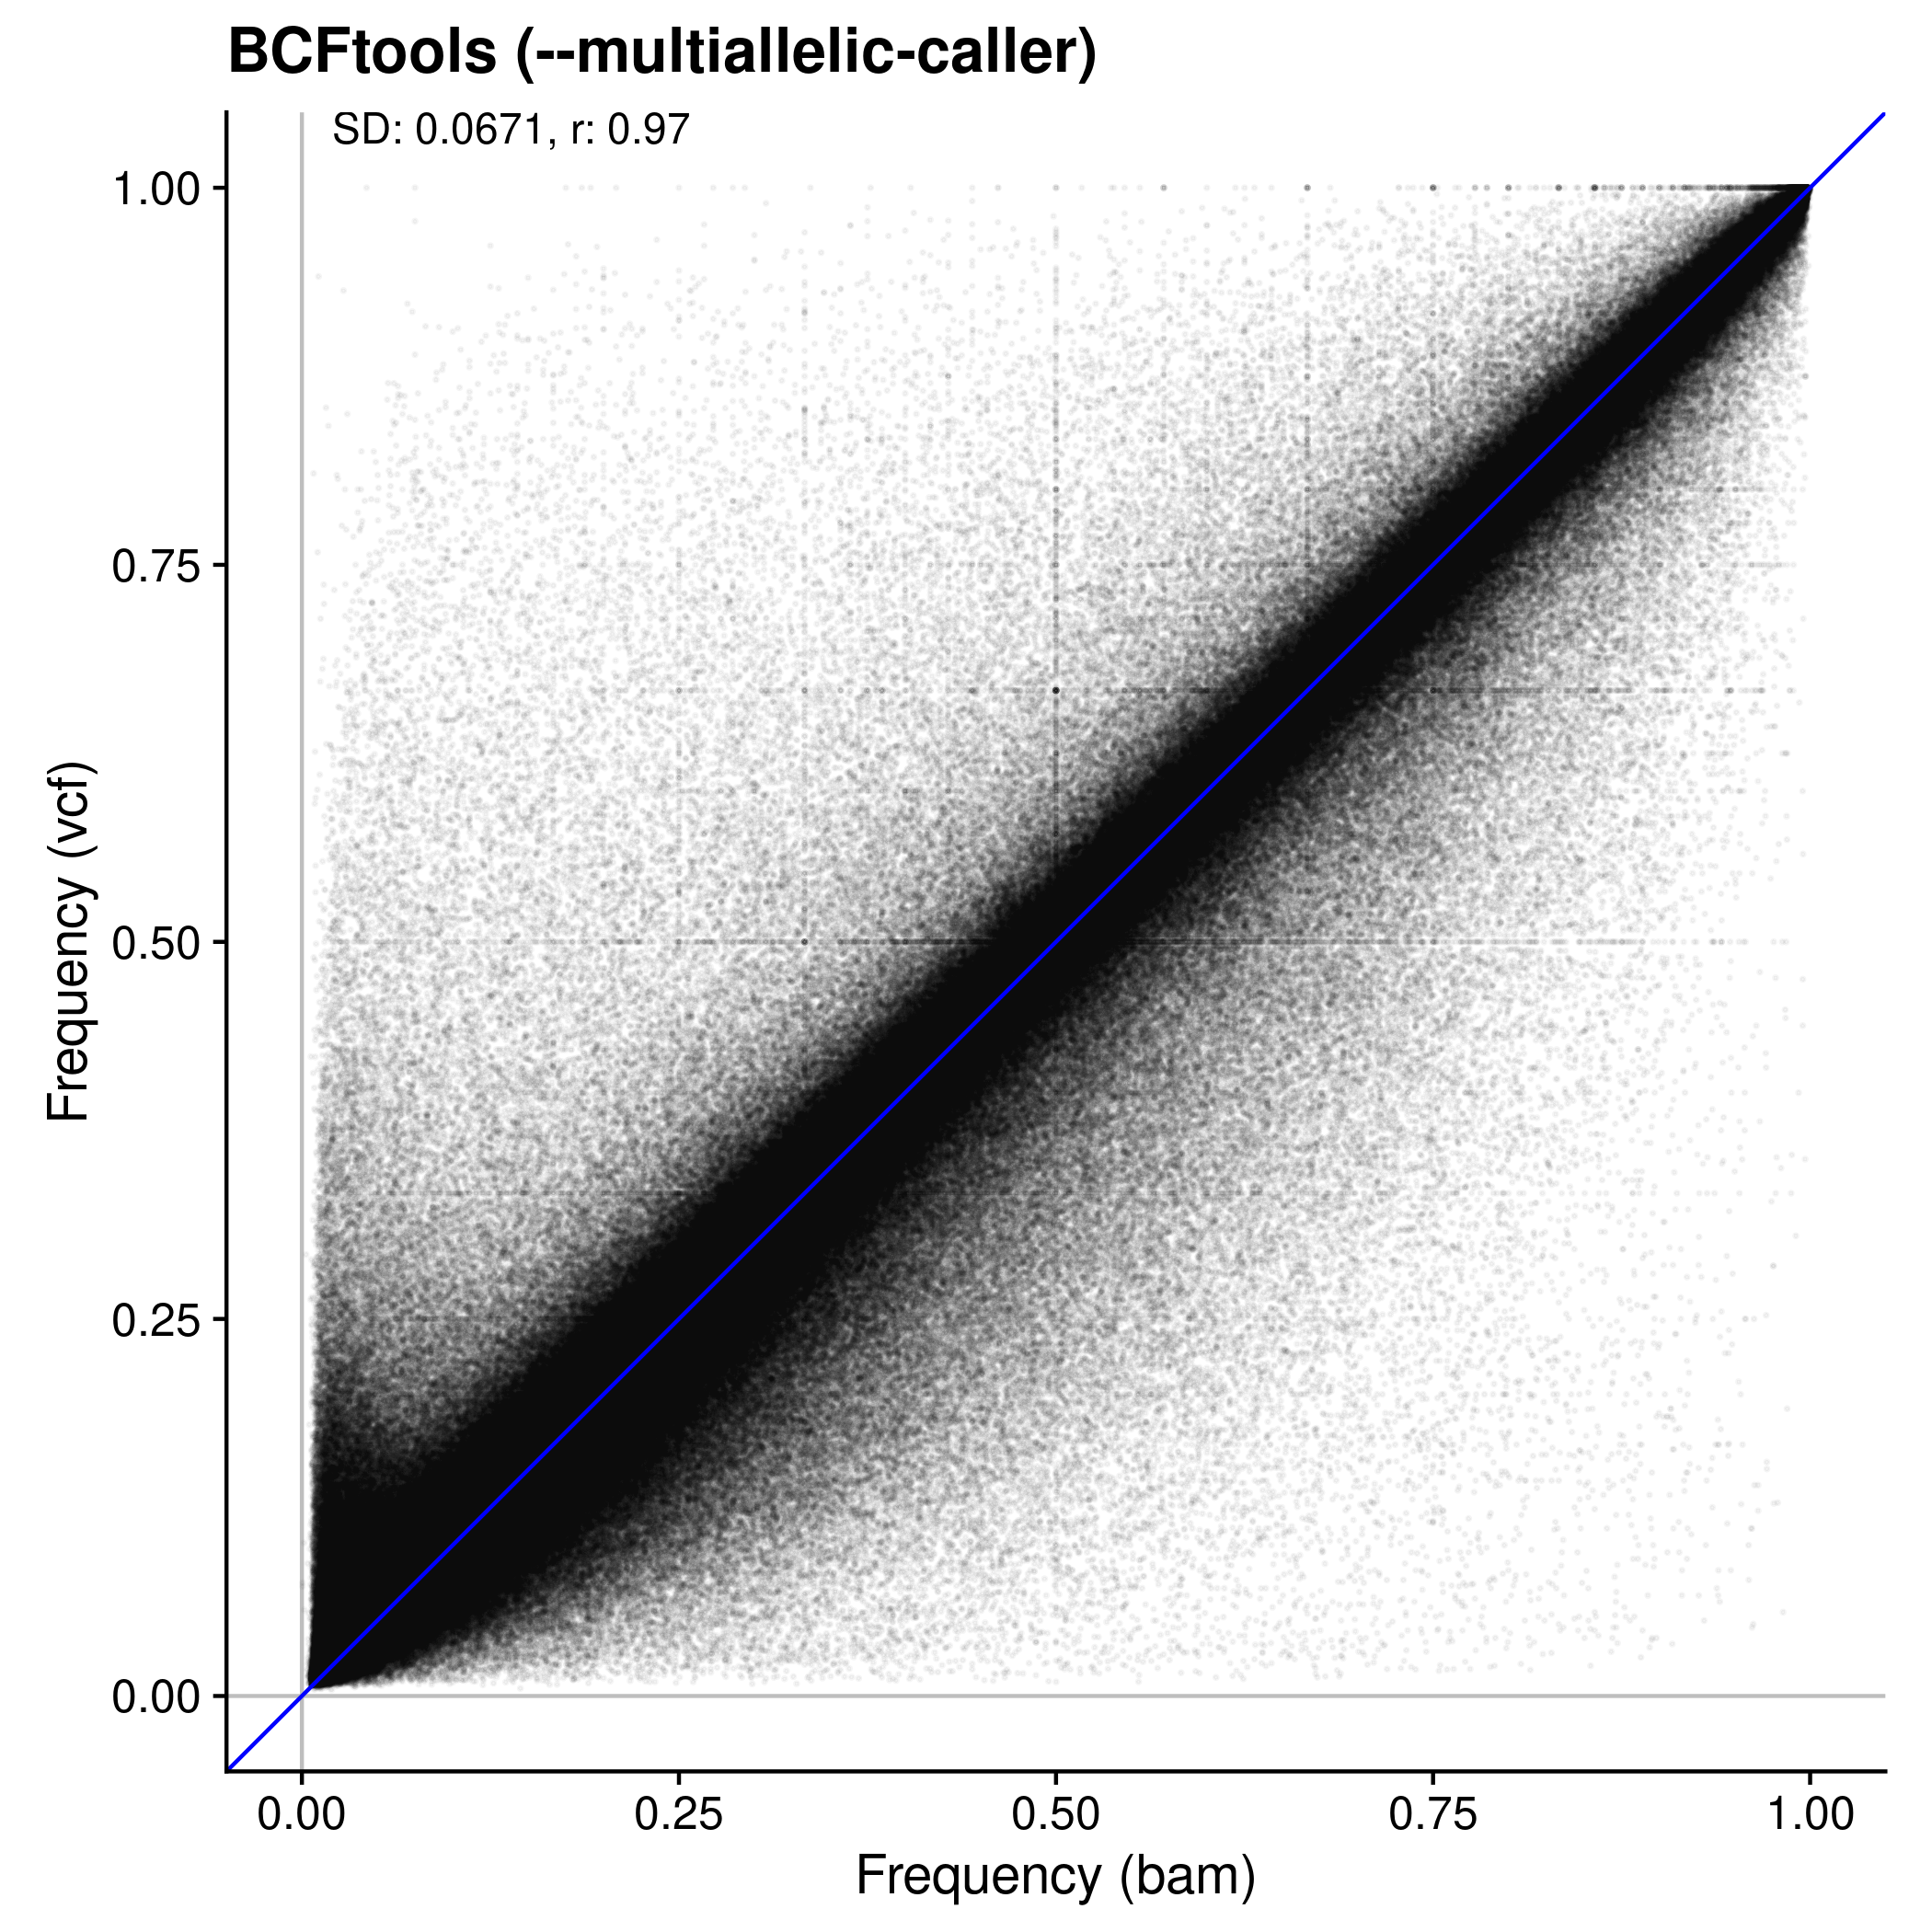 BCFtools (--multiallelic-caller)
SD: 0.0671, r: 0.97
1.00
0.75
0.50
0.25
0.00
Frequency (vcf)
0.00 0.25 0.50 0.75 1.00
Frequency (bam)